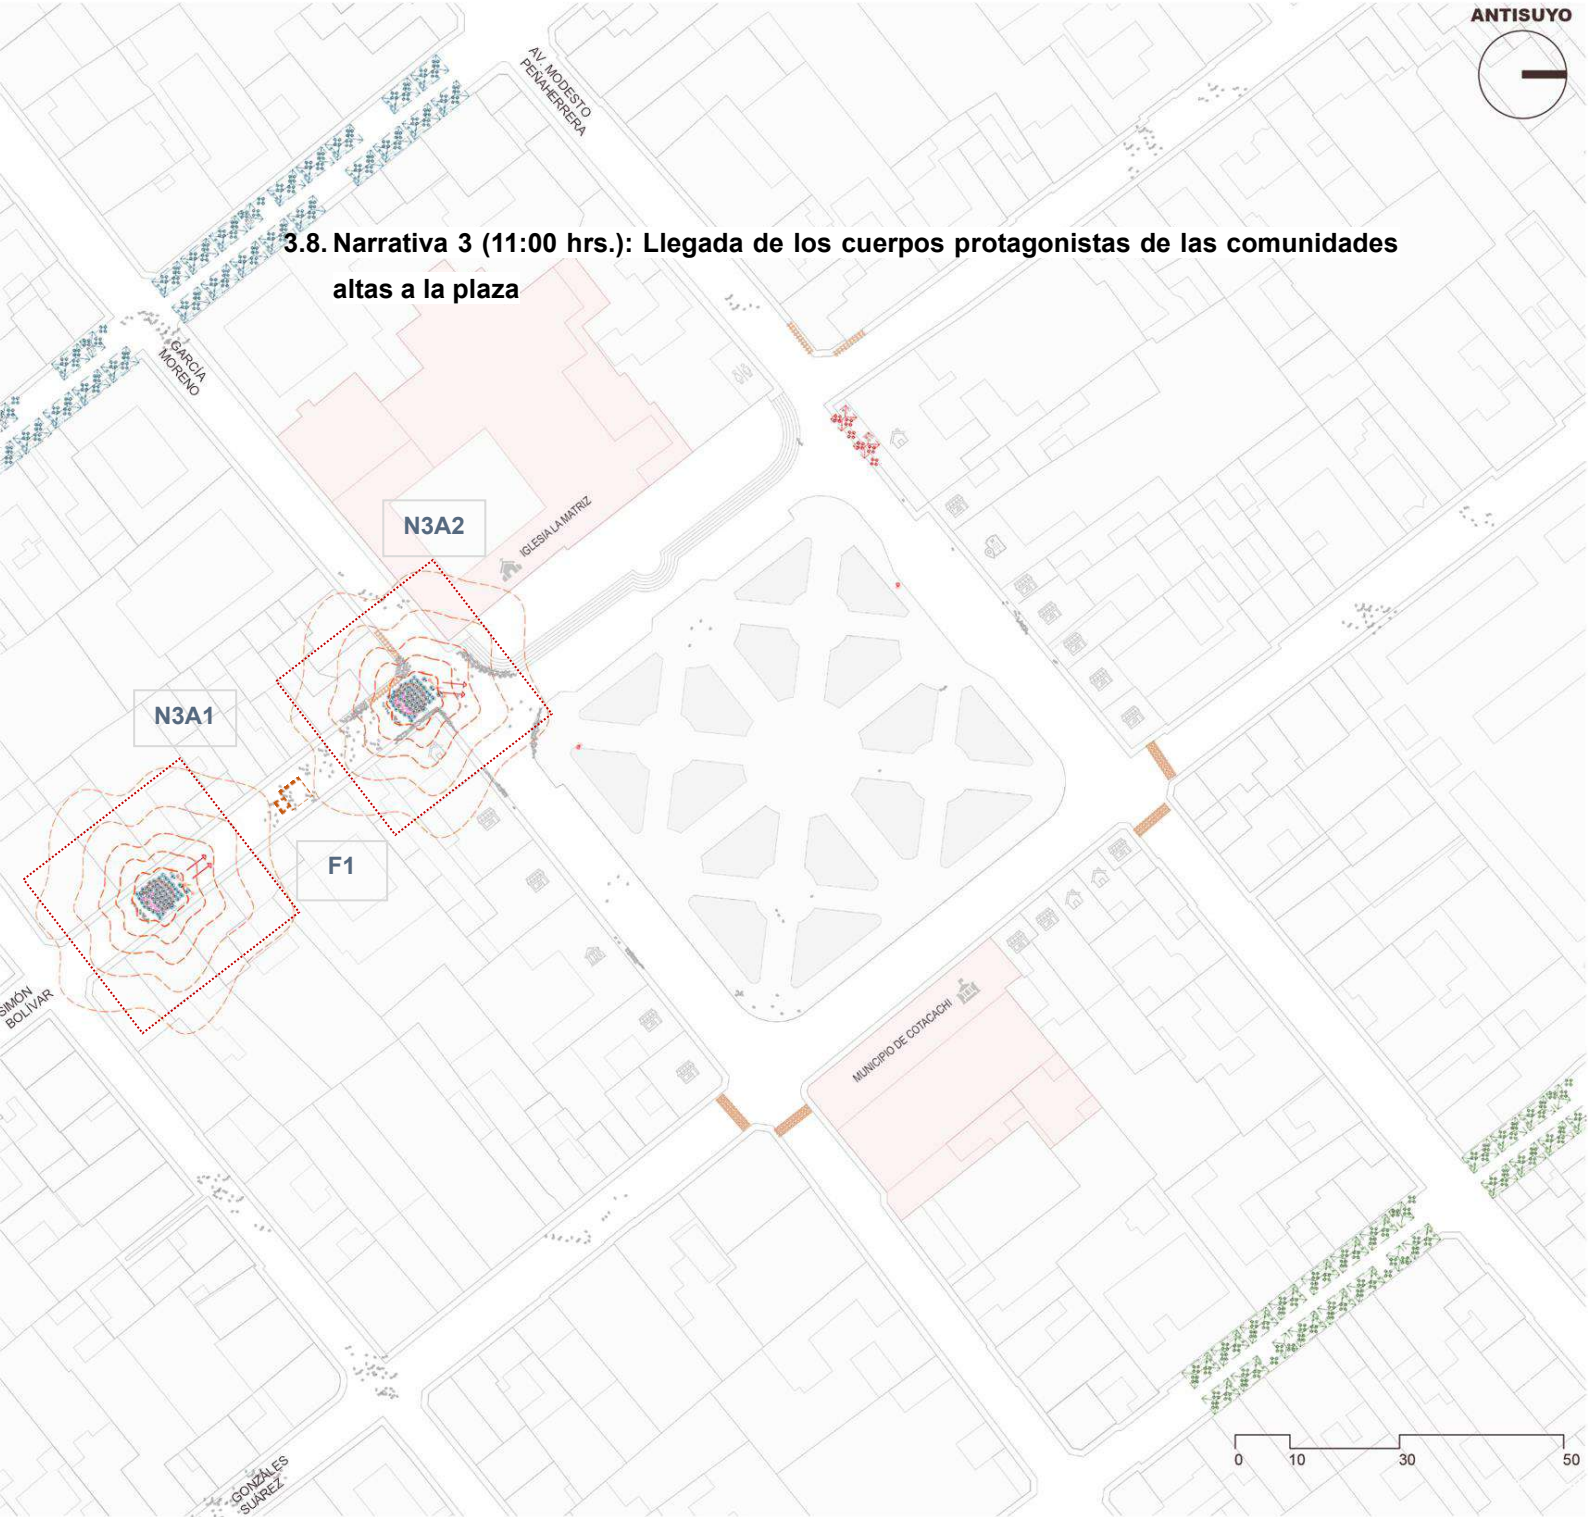 ANTISUYO
AV. MODESTO
PEÑAHERRERA
3.8. Narrativa 3 (11:00 hrs.): Llegada de los cuerpos protagonistas de las comunidades
altas a la plaza
GARCÍA
MORENO
N3A2
IGLESIA LA MATRIZ
N3A1
F1
SIMÓN
BOLÍVAR
MUNICIPIO DE COTACACHI
GONZÁLES
SUÁREZ
0 10 30 50